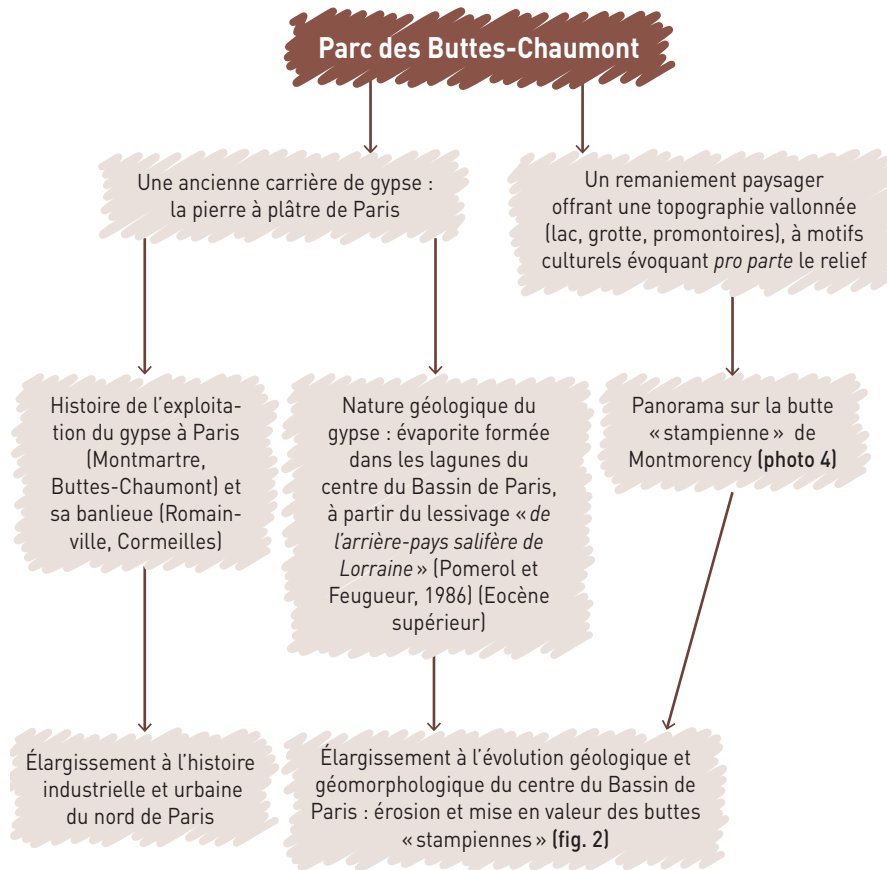 Parc des Buttes-Chaumont
Une ancienne carrière de gypse :
la pierre à plâtre de Paris
Un remaniement paysager
offrant une topographie vallonnée
(lac, grotte, promontoires), à motifs
culturels évoquant pro parte le relief
Histoire de l’exploita-
tion du gypse à Paris
(Montmartre,
Buttes-Chaumont) et
sa banlieue (Romain-
ville, Cormeilles)
Nature géologique du
gypse : évaporite formée
dans les lagunes du
centre du Bassin de Paris,
à partir du lessivage « de
l’arrière-pays salifère de
Lorraine » (Pomerol et
Feugueur, 1986) (Eocène
supérieur)
Panorama sur la butte
« stampienne » de
Montmorency (photo 4)
Élargissement à l’histoire
industrielle et urbaine
du nord de Paris
Élargissement à l’évolution géologique et
géomorphologique du centre du Bassin de
Paris : érosion et mise en valeur des buttes
« stampiennes » (fig. 2)